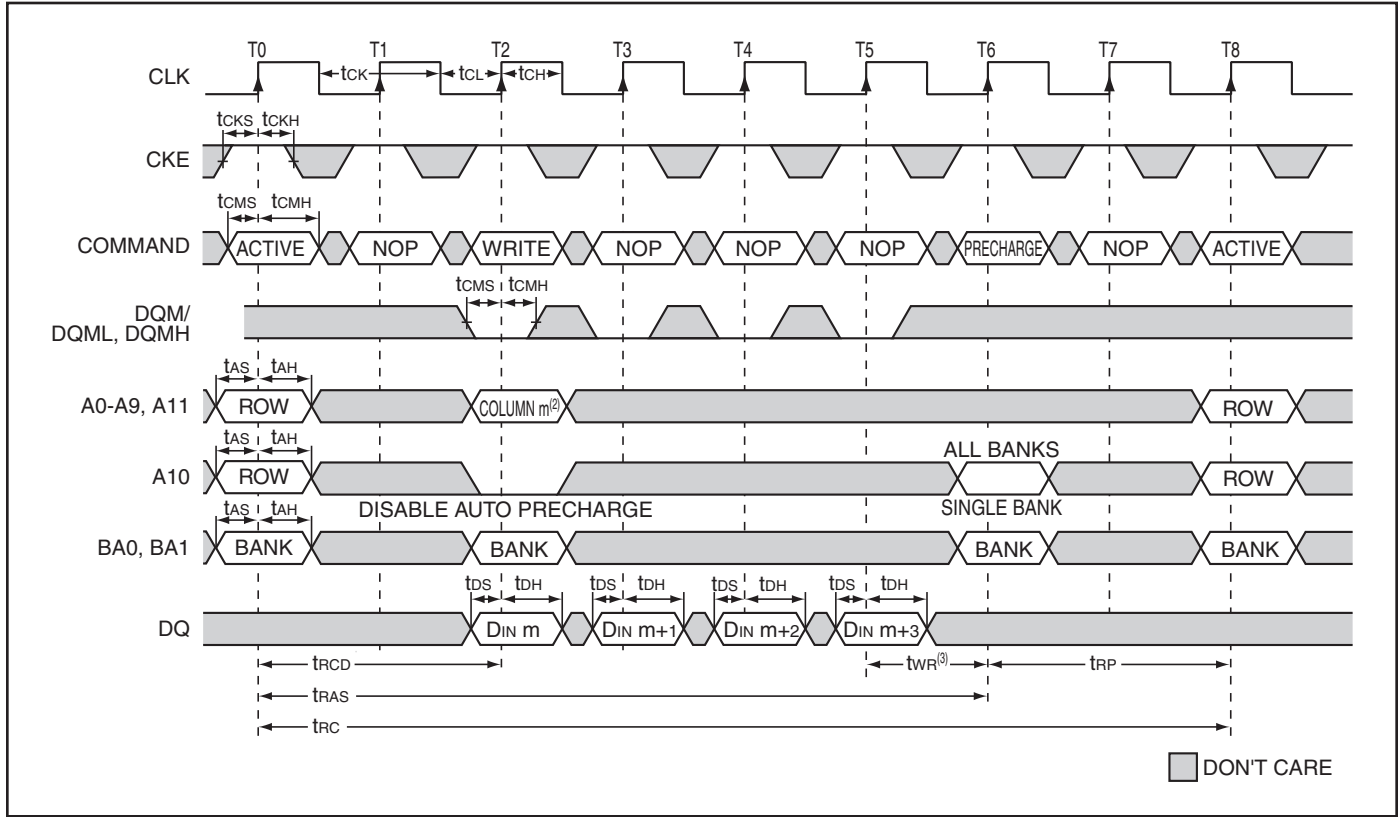 T0 T1 T2 T3 T4 T5 T6 T7 T8
CLK tCK tCL tCH
tCKS tCKH
CKE
tCMS tCMH
COMMAND ACTIVE NOP WRITE NOP NOP NOP PRECHARGE NOP ACTIVE
tCMS tCMH
DQM/
DQML, DQMH
tAS tAH
A0-A9, A11 ROW COLUMN m(2) ROW
tAS tAH ALL BANKS
A10 ROW ROW
tAS tAH DISABLE AUTO PRECHARGE SINGLE BANK
BA0, BA1 BANK BANK BANK BANK
tDS tDH tDS tDH tDS tDH tDS tDH
DQ DIN m DIN m+1 DIN m+2 DIN m+3
tRCD tWR(3) tRP
tRAS
tRC
DON'T CARE